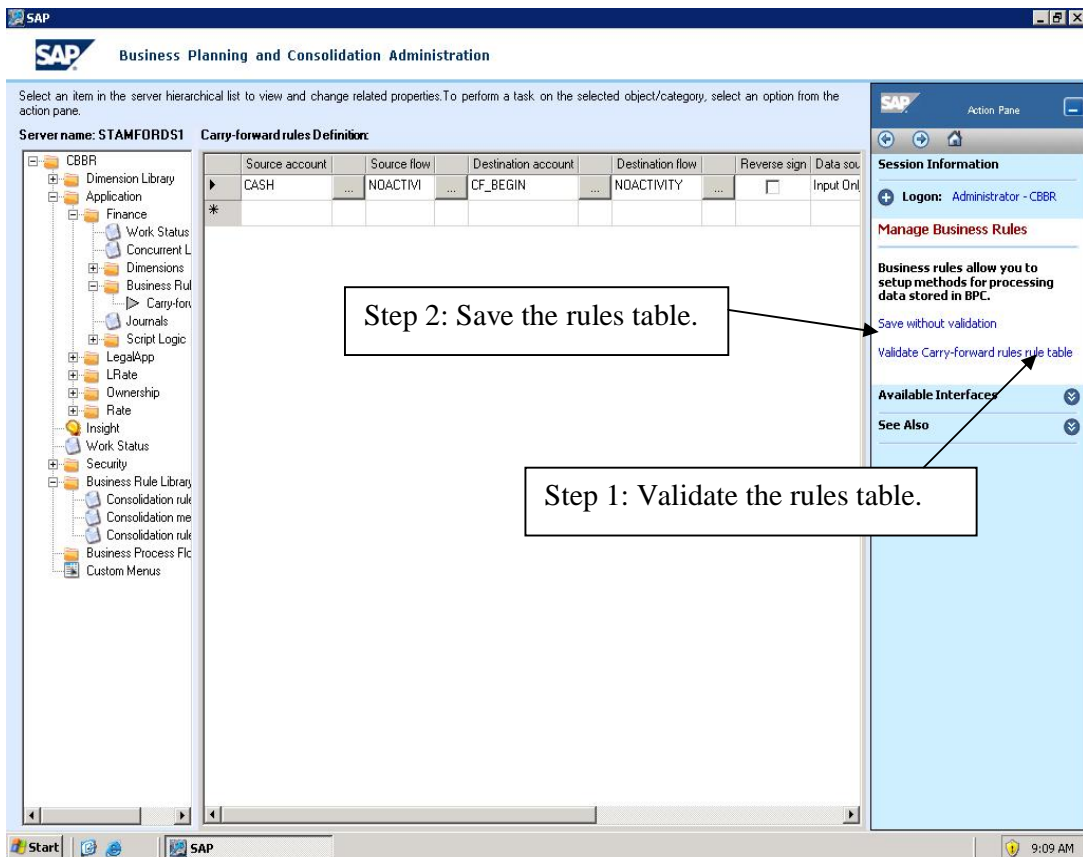 SAP
SAP Business Planning and Consolidation Administration
Select an item in the server hierarchical list to view and change related properties.To perform a task on the selected object/category, select an option from the
action pane.
Server name: STAMFORDS1 Carry-forward rules Definition:
CBBR
Dimension Library
Application
Finance
Work Status
Concurrent L
Dimensions
Business Rul
Carry-forw
Journals
Script Logic
LegalApp
LRate
Ownership
Rate
Insight
Work Status
Security
Business Rule Library
Consolidation rule
Consolidation me
Consolidation rule
Business Process Flo
Custom Menus
Source account Source flow Destination account Destination flow Reverse sign Data sou
CASH ... NOACTIVI ... CF_BEGIN ... NOACTIVITY ... Input Onl
*
Step 2: Save the rules table.
Step 1: Validate the rules table.
SAP Action Pane
Session Information
Logon: Administrator - CBBR
Manage Business Rules
Business rules allow you to
setup methods for processing
data stored in BPC.
Save without validation
Validate Carry-forward rules rule table
Available Interfaces
See Also
Start SAP 9:09 AM